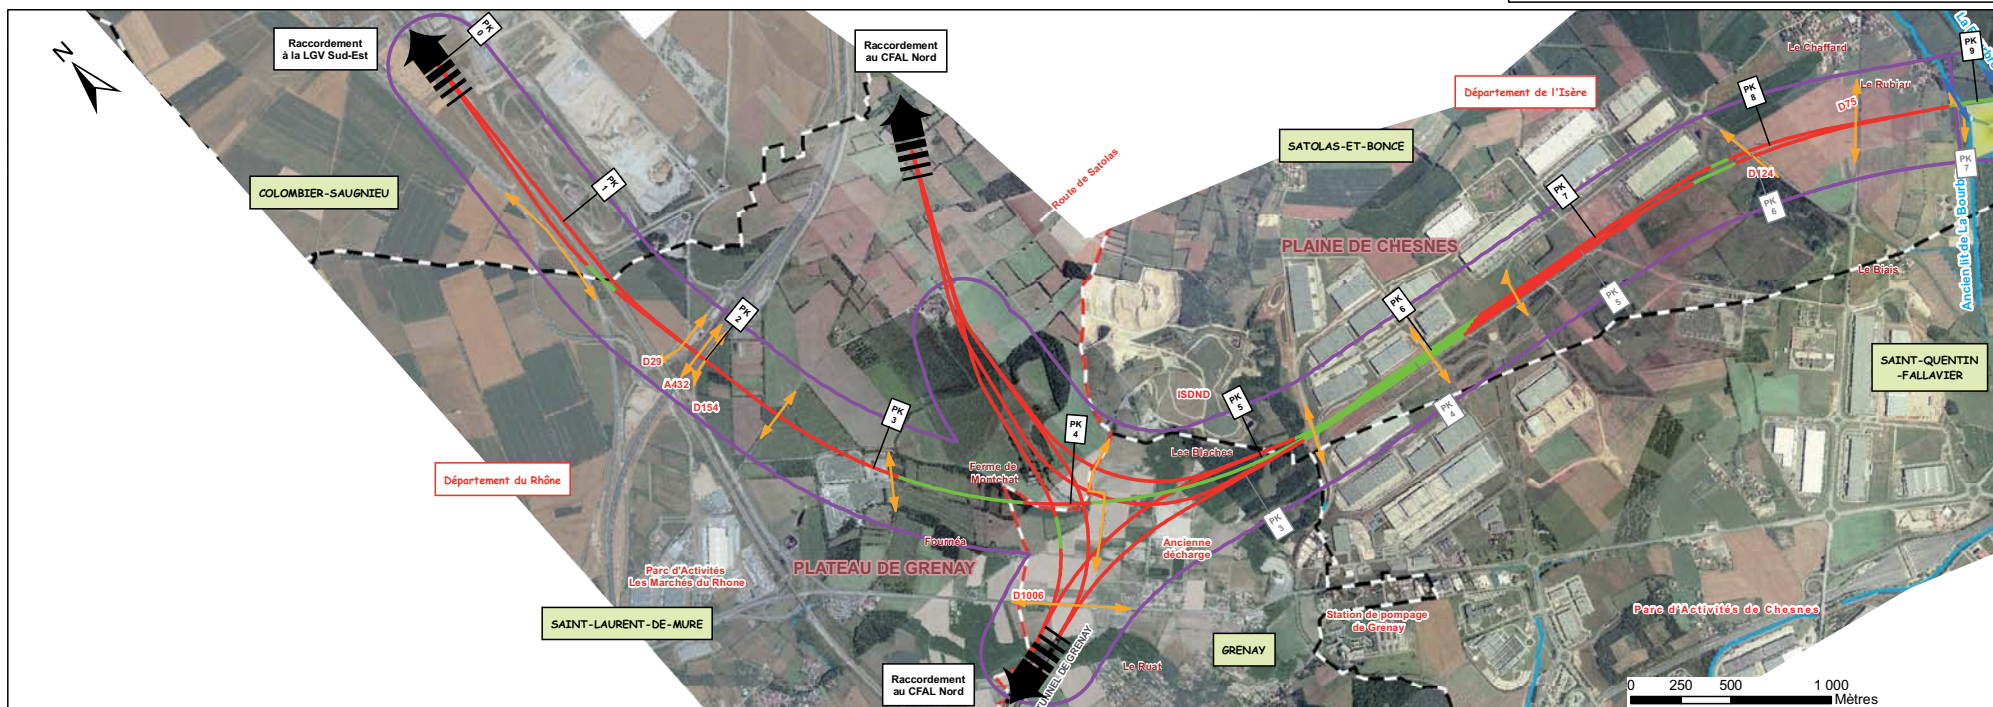 N
Raccordement
à la LGV Sud-Est
PK
0
Raccordement
au CFAL Nord
COLOMBIER-SAUGNIEU
PK
1
PK
2
D29
A432
D154
PK
3
Département du Rhône
Parc d'Activités
Les Marchés du Rhone
SAINT-LAURENT-DE-MURE
PLATEAU DE GRENAY
Fournéa
Ferme de
Montchat
PK
4
D1006
Raccordement
au CFAL Nord
TUNNEL DE GRENAY
Le Ruat
GRENAY
Ancienne
décharge
Les Blaches
ISDND
Route de Satolas
PK
5
PK
3
Station de pompage
de Grenay
Parc d'Activités de Chesnes
SATOLAS-ET-BONCE
Département de l'Isère
PLAINE DE CHESNES
PK
6
PK
4
PK
7
PK
5
PK
8
PK
6
D124
D75
Le Chaffard
Le Rubiau
PK
9
PK
7
Le Biais
Ancien lit de La Bourb
SAINT-QUENTIN
-FALLAVIER
0 250 500 1 000
Mètres